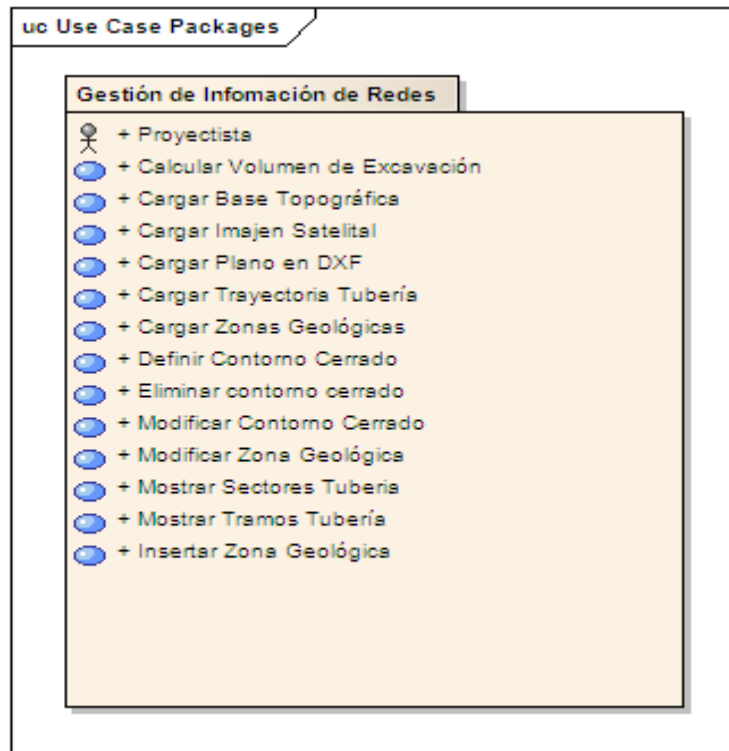 uc Use Case Packages
Gestión de Infomación de Redes
+ Proyectista
+ Calcular Volumen de Excavación
+ Cargar Base Topográfica
+ Cargar Imajen Satelital
+ Cargar Plano en DXF
+ Cargar Trayectoria Tubería
+ Cargar Zonas Geológicas
+ Definir Contorno Cerrado
+ Eliminar contorno cerrado
+ Modificar Contorno Cerrado
+ Modificar Zona Geológica
+ Mostrar Sectores Tuberia
+ Mostrar Tramos Tubería
+ Insertar Zona Geológica